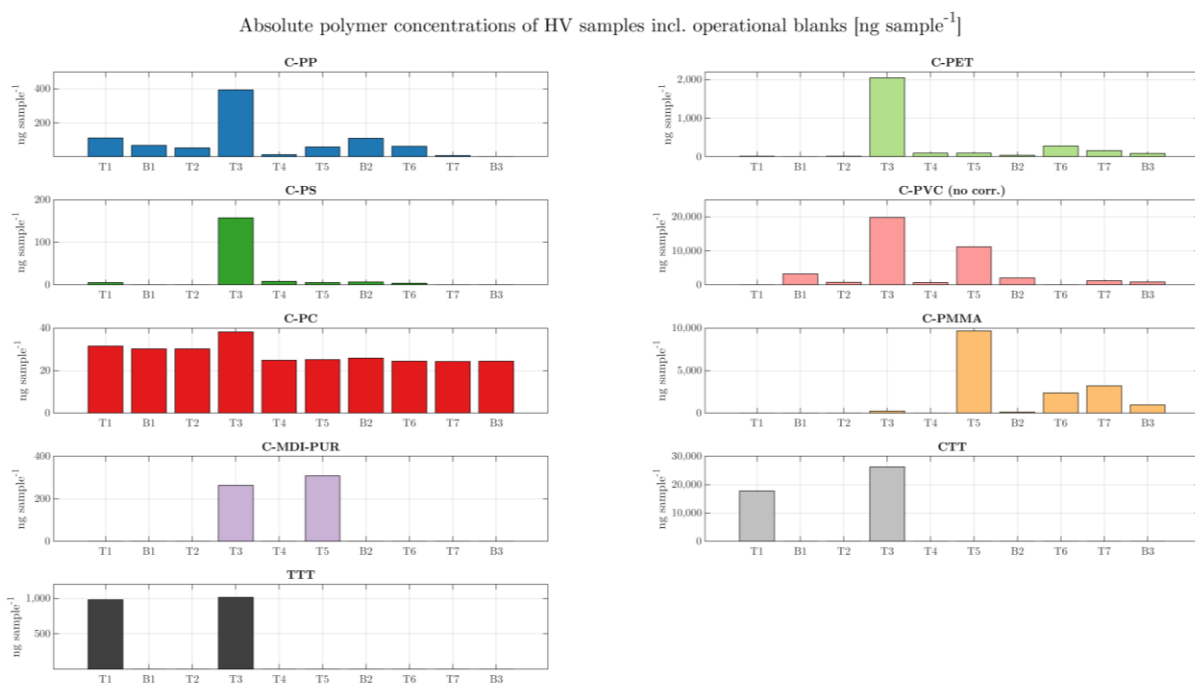 Absolute polymer concentrations of HV samples incl. operational blanks [ng sample⁻¹]
C-PP
ng sample⁻¹
400
200
T1 B1 T2 T3 T4 T5 B2 T6 T7 B3
C-PET
ng sample⁻¹
2,000
1,000
0
T1 B1 T2 T3 T4 T5 B2 T6 T7 B3
C-PS
ng sample⁻¹
200
100
0
T1 B1 T2 T3 T4 T5 B2 T6 T7 B3
C-PVC (no corr.)
ng sample⁻¹
20,000
10,000
0
T1 B1 T2 T3 T4 T5 B2 T6 T7 B3
C-PC
ng sample⁻¹
40
20
0
T1 B1 T2 T3 T4 T5 B2 T6 T7 B3
C-PMMA
ng sample⁻¹
10,000
5,000
0
T1 B1 T2 T3 T4 T5 B2 T6 T7 B3
C-MDI-PUR
ng sample⁻¹
400
200
0
T1 B1 T2 T3 T4 T5 B2 T6 T7 B3
CTT
ng sample⁻¹
30,000
20,000
10,000
0
T1 B1 T2 T3 T4 T5 B2 T6 T7 B3
TTT
ng sample⁻¹
1,000
500
T1 B1 T2 T3 T4 T5 B2 T6 T7 B3